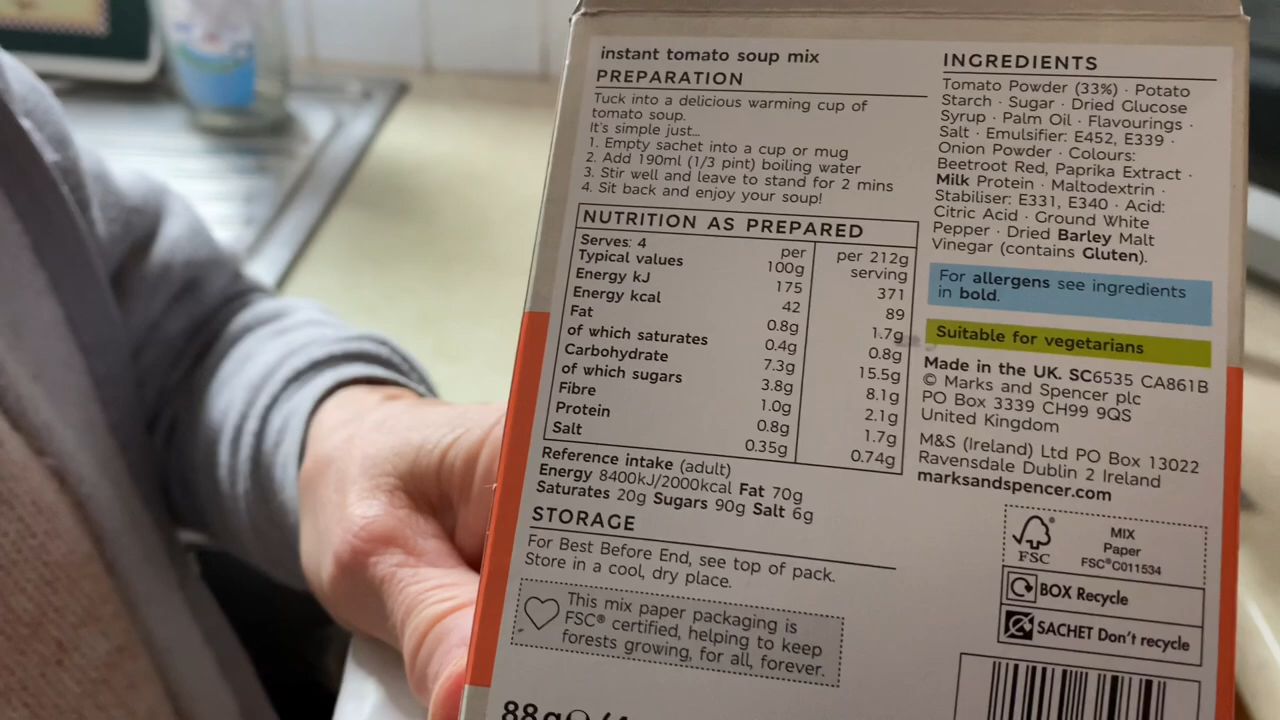 instant tomato soup mix
PREPARATION
Tuck into a delicious warming cup of
tomato soup.
It's simple just...
1. Empty sachet into a cup or mug
2. Add 190ml (1/3 pint) boiling water
3. Stir well and leave to stand for 2 mins
4. Sit back and enjoy your soup!
NUTRITION AS PREPARED
Serves: 4
Typical values per 100g per 212g serving
Energy kJ 175 371
Energy kcal 42 89
Fat 0.8g 1.7g
of which saturates 0.4g 0.8g
Carbohydrate 7.3g 15.5g
of which sugars 3.8g 8.1g
Fibre 1.0g 2.1g
Protein 0.8g 1.7g
Salt 0.35g 0.74g
Reference intake (adult)
Energy 8400kJ/2000kcal Fat 70g
Saturates 20g Sugars 90g Salt 6g
STORAGE
For Best Before End, see top of pack.
Store in a cool, dry place.
This mix paper packaging is
FSC® certified, helping to keep
forests growing, for all, forever.
88g
INGREDIENTS
Tomato Powder (33%) · Potato
Starch · Sugar · Dried Glucose
Syrup · Palm Oil · Flavourings ·
Salt · Emulsifier: E452, E339 ·
Onion Powder · Colours:
Beetroot Red, Paprika Extract ·
Milk Protein · Maltodextrin ·
Stabiliser: E331, E340 · Acid:
Citric Acid · Ground White
Pepper · Dried Barley Malt
Vinegar (contains Gluten).
For allergens see ingredients
in bold.
Suitable for vegetarians
Made in the UK. SC6535 CA861B
© Marks and Spencer plc
PO Box 3339 CH99 9QS
United Kingdom
M&S (Ireland) Ltd PO Box 13022
Ravensdale Dublin 2 Ireland
marksandspencer.com
FSC
MIX
Paper
FSC®C011534
BOX Recycle
SACHET Don't recycle